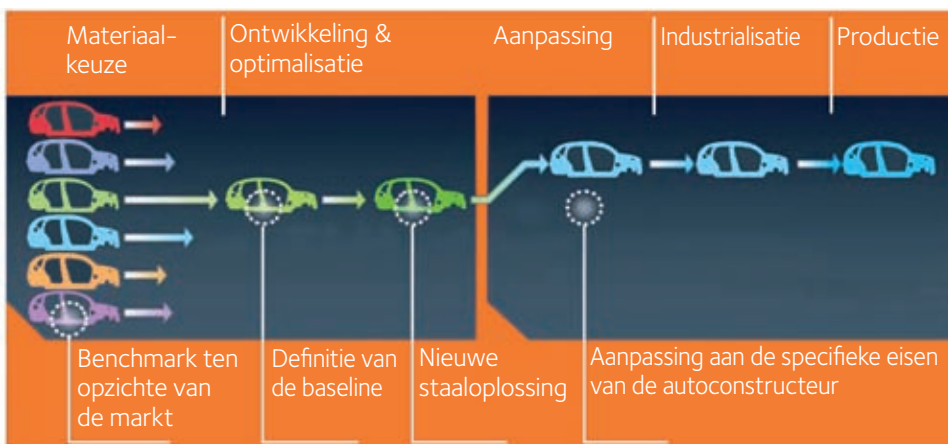 Materiaal-
keuze
Ontwikkeling &
optimalisatie
Aanpassing
Industrialisatie
Productie
Benchmark ten
opzichte van
de markt
Definitie van
de baseline
Nieuwe
staaloplossing
Aanpassing aan de specifieke eisen
van de autoconstructeur